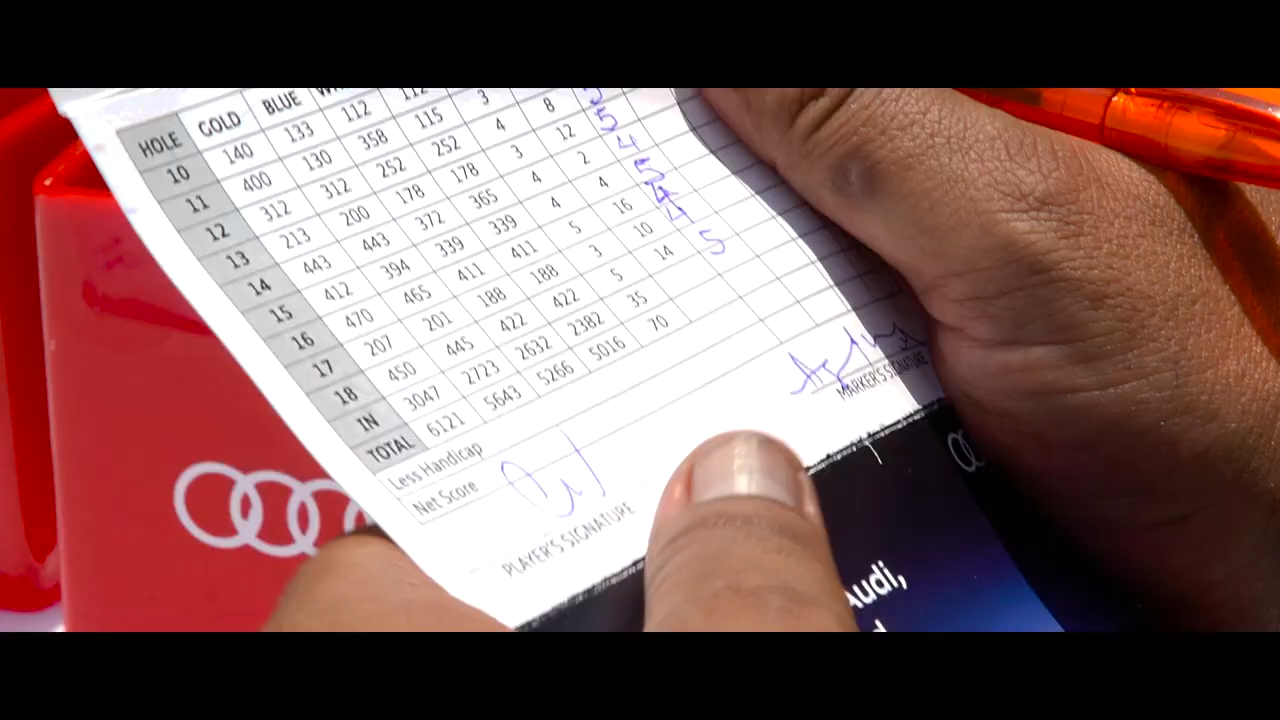 HOLE GOLD BLUE
10 140 133 112 112
11 400 130 358 115 3
12 312 312 252 252 4 8
13 213 200 178 178 3 12 5
14 443 443 372 365 4 2 4
15 412 394 339 339 4 4 5
16 470 465 411 411 5 16 4
17 207 201 188 188 3 10 4
18 450 445 422 422 5 14 5
IN 3047 2723 2632 2382 35
TOTAL 6121 5643 5266 5016 70
Less Handicap
Net Score
MARKER'S SIGNATURE
PLAYER'S SIGNATURE
Audi,